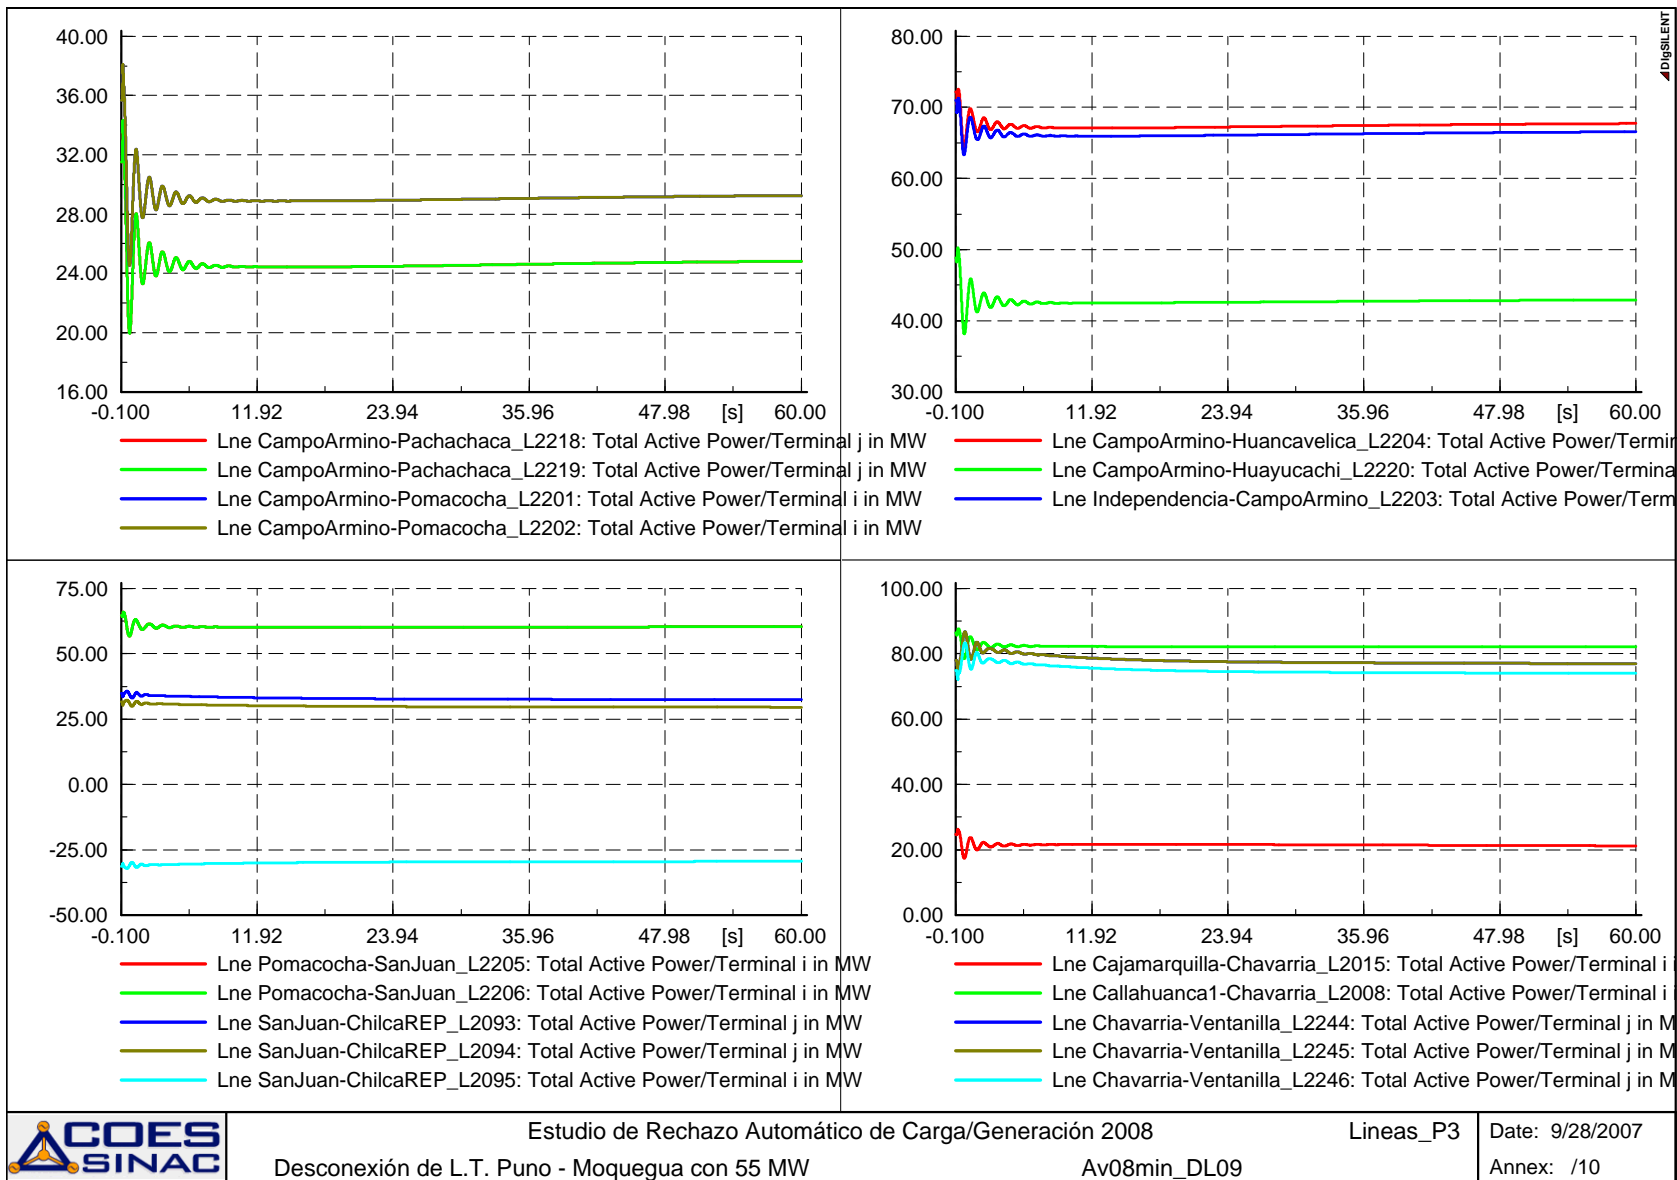 DIgSILENT
40.00
36.00
32.00
28.00
24.00
20.00
16.00
-0.100 11.92 23.94 35.96 47.98 [s] 60.00
Lne CampoArmino-Pachachaca_L2218: Total Active Power/Terminal j in MW
Lne CampoArmino-Pachachaca_L2219: Total Active Power/Terminal j in MW
Lne CampoArmino-Pomacocha_L2201: Total Active Power/Terminal i in MW
Lne CampoArmino-Pomacocha_L2202: Total Active Power/Terminal i in MW
80.00
70.00
60.00
50.00
40.00
30.00
-0.100 11.92 23.94 35.96 47.98 [s] 60.00
Lne CampoArmino-Huancavelica_L2204: Total Active Power/Termin
Lne CampoArmino-Huayucachi_L2220: Total Active Power/Termina
Lne Independencia-CampoArmino_L2203: Total Active Power/Term
75.00
50.00
25.00
0.00
-25.00
-50.00
-0.100 11.92 23.94 35.96 47.98 [s] 60.00
Lne Pomacocha-SanJuan_L2205: Total Active Power/Terminal i in MW
Lne Pomacocha-SanJuan_L2206: Total Active Power/Terminal i in MW
Lne SanJuan-ChilcaREP_L2093: Total Active Power/Terminal j in MW
Lne SanJuan-ChilcaREP_L2094: Total Active Power/Terminal j in MW
Lne SanJuan-ChilcaREP_L2095: Total Active Power/Terminal i in MW
100.00
80.00
60.00
40.00
20.00
0.00
-0.100 11.92 23.94 35.96 47.98 [s] 60.00
Lne Cajamarquilla-Chavarria_L2015: Total Active Power/Terminal i i
Lne Callahuanca1-Chavarria_L2008: Total Active Power/Terminal i i
Lne Chavarria-Ventanilla_L2244: Total Active Power/Terminal j in M
Lne Chavarria-Ventanilla_L2245: Total Active Power/Terminal j in M
Lne Chavarria-Ventanilla_L2246: Total Active Power/Terminal j in M
COES
SINAC
Estudio de Rechazo Automático de Carga/Generación 2008 Lineas_P3
Desconexión de L.T. Puno - Moquegua con 55 MW Av08min_DL09
Date: 9/28/2007
Annex: /10